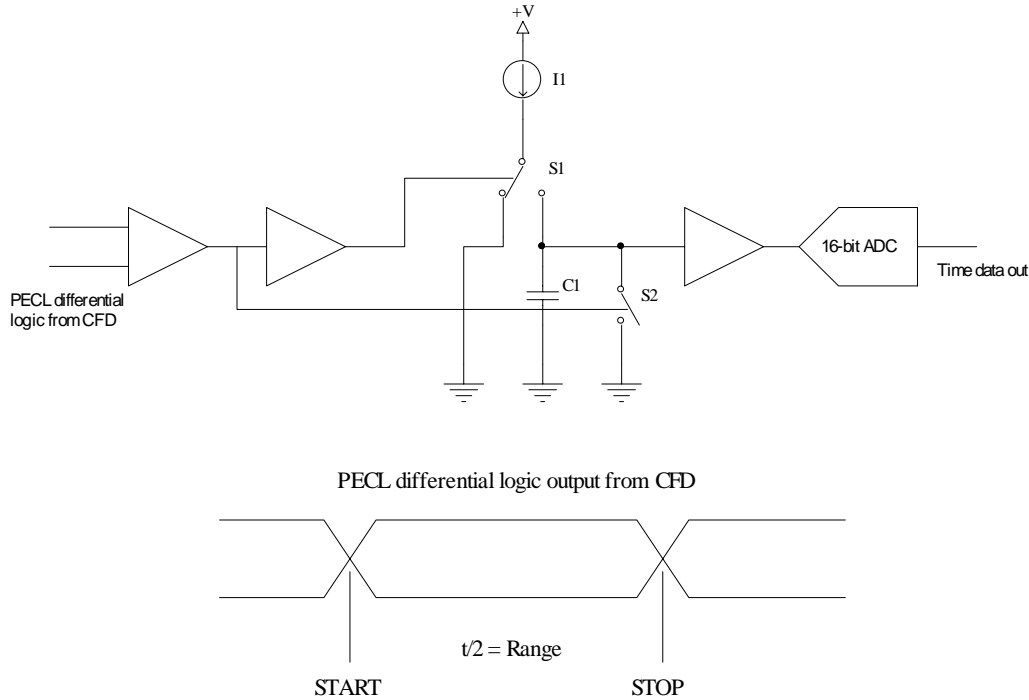 +V
I1
S1
16-bit ADC
Time data out
C1
S2
PECL differential
logic from CFD
PECL differential logic output from CFD
t/2 = Range
START
STOP